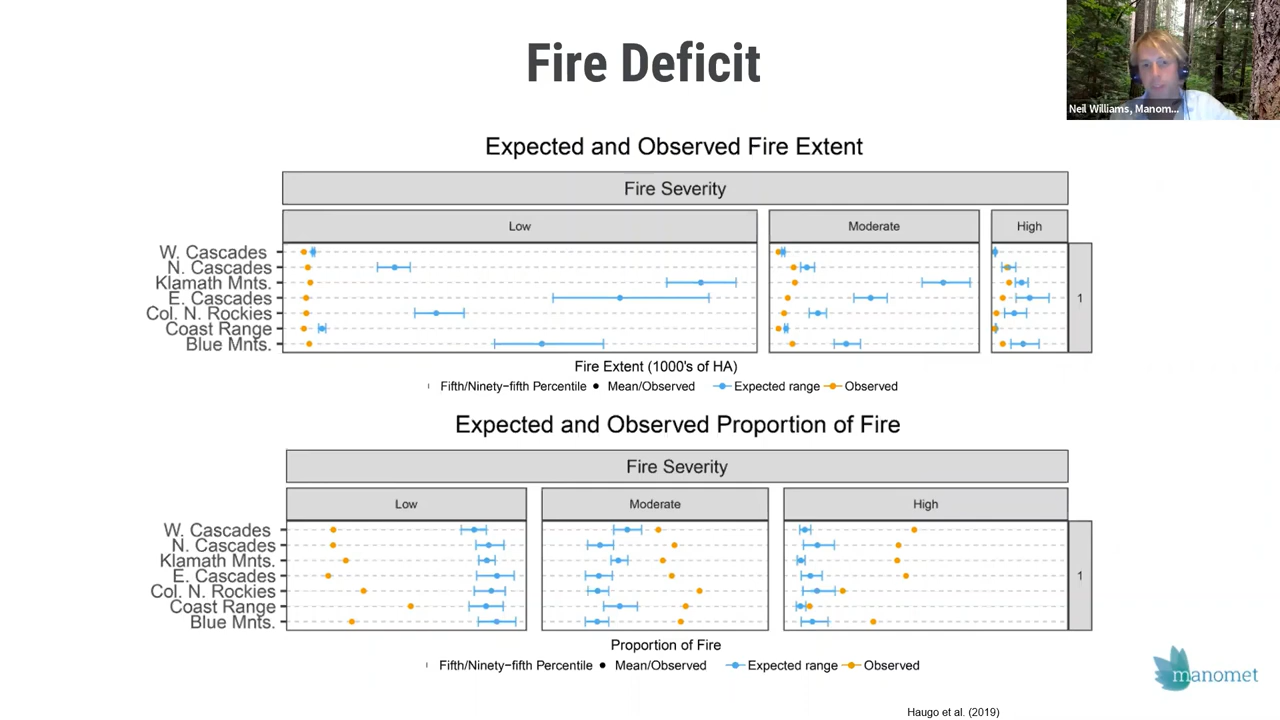 Fire Deficit
Neil Williams, Manom...
Expected and Observed Fire Extent
Fire Severity
Low
Moderate
High
W. Cascades
N. Cascades
Klamath Mnts.
E. Cascades
Col. N. Rockies
Coast Range
Blue Mnts.
1
Fire Extent (1000's of HA)
Fifth/Ninety−fifth Percentile
Mean/Observed
Expected range
Observed
Expected and Observed Proportion of Fire
Fire Severity
Low
Moderate
High
W. Cascades
N. Cascades
Klamath Mnts.
E. Cascades
Col. N. Rockies
Coast Range
Blue Mnts.
1
Proportion of Fire
Fifth/Ninety−fifth Percentile
Mean/Observed
Expected range
Observed
manomet
Haugo et al. (2019)